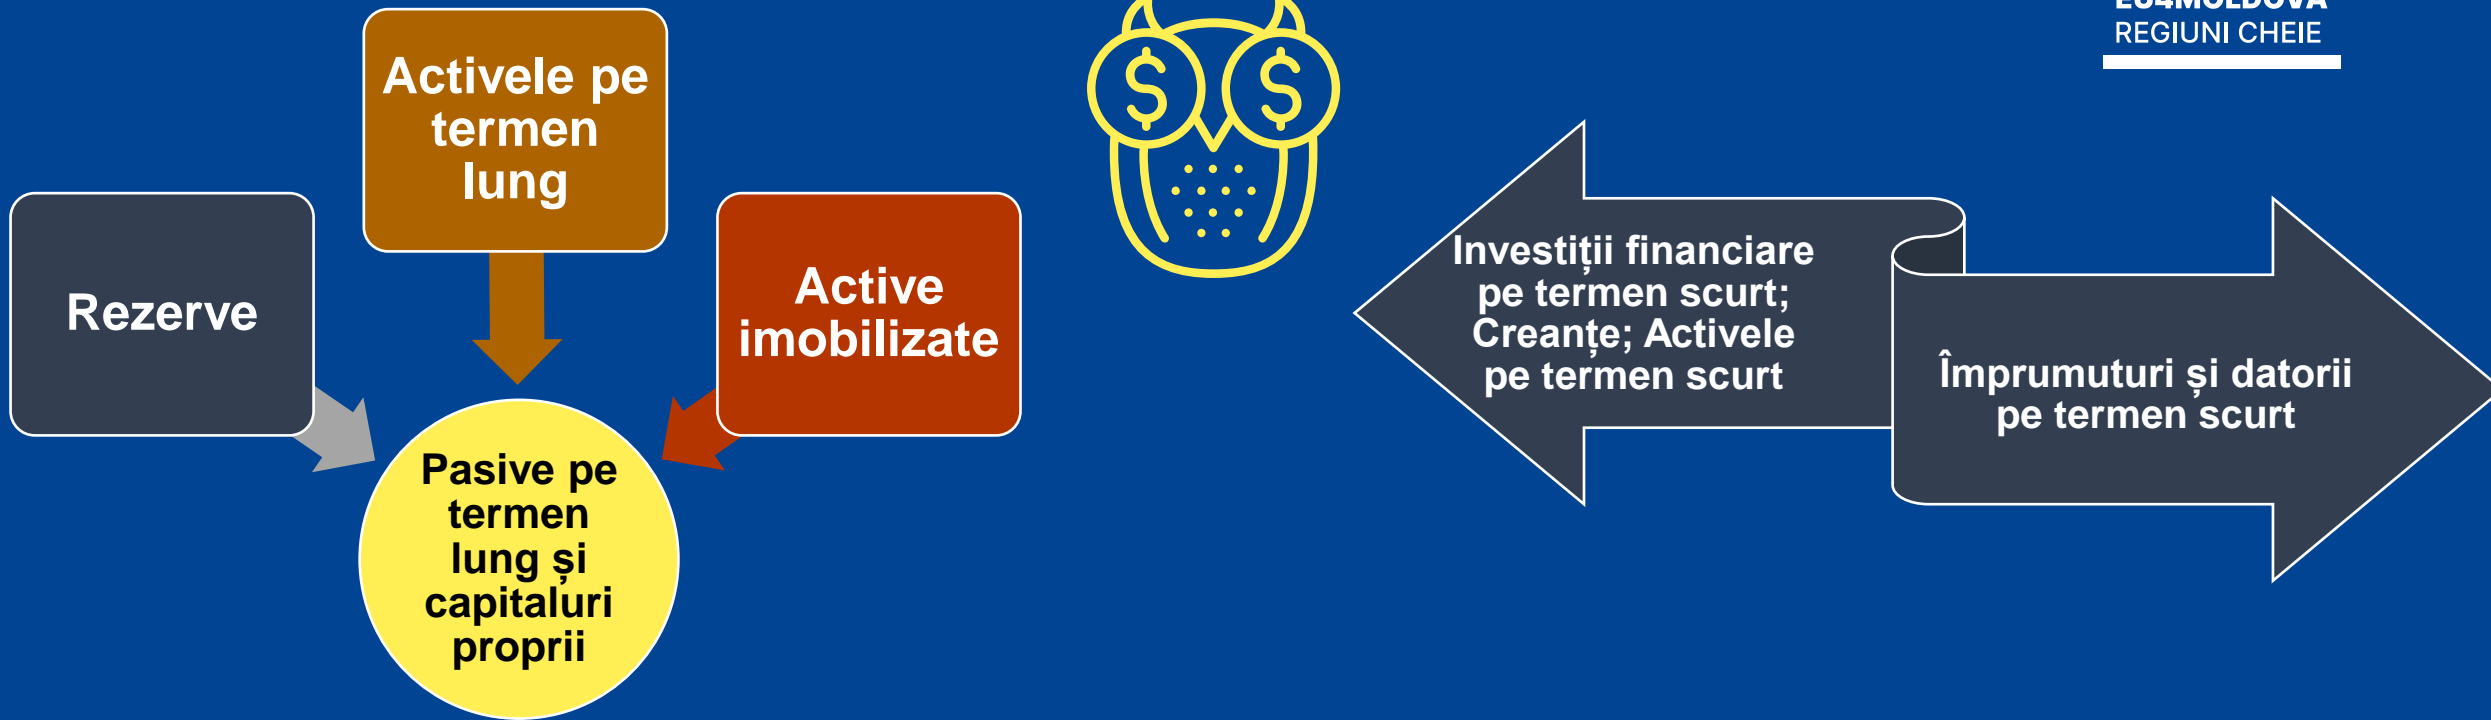 EU4MOLDOVA
REGIUNI CHEIE
Activele pe
termen
lung
Rezerve
Active
imobilizate
Pasive pe
termen
lung și
capitaluri
proprii
$ $
Investiții financiare
pe termen scurt;
Creanțe; Activele
pe termen scurt
Împrumuturi și datorii
pe termen scurt